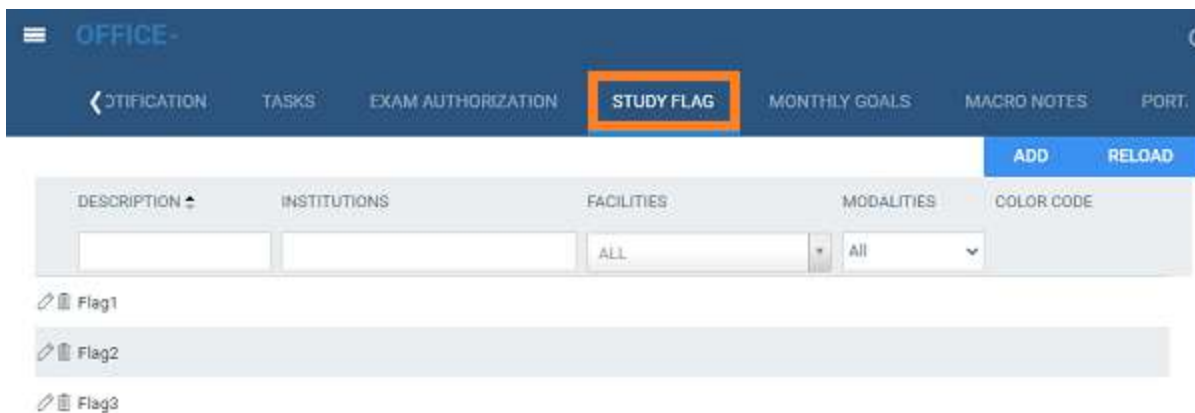 OFFICE-
OTIFICATION TASKS EXAM AUTHORIZATION STUDY FLAG MONTHLY GOALS MACRO NOTES PORT.
ADD RELOAD
DESCRIPTION INSTITUTIONS FACILITIES MODALITIES COLOR CODE
ALL All
Flag1
Flag2
Flag3